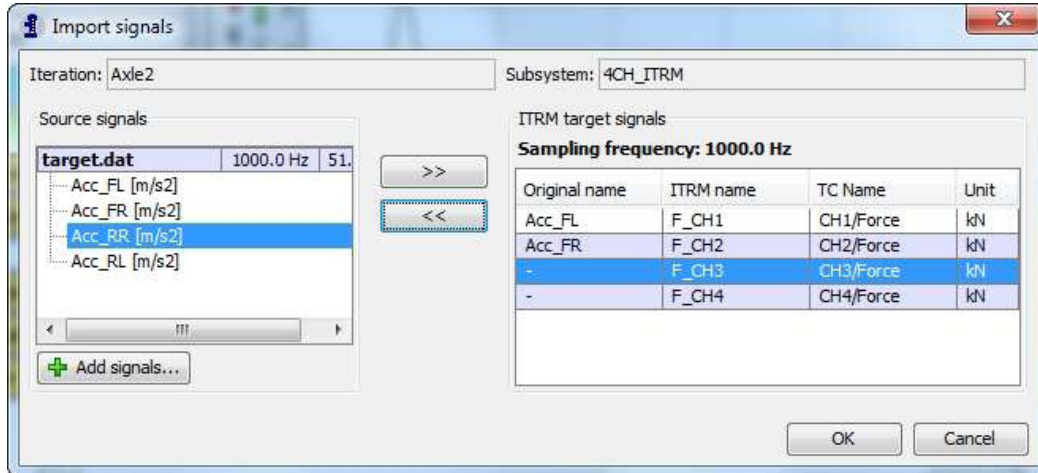 Import signals
Iteration: Axle2 Subsystem: 4CH_ITRM
Source signals
target.dat 1000.0 Hz 51.
Acc_FL [m/s2]
Acc_FR [m/s2]
Acc_RR [m/s2]
Acc_RL [m/s2]
Add signals...
>>
<<
ITRM target signals
Sampling frequency: 1000.0 Hz
Original name ITRM name TC Name Unit
Acc_FL F_CH1 CH1/Force kN
Acc_FR F_CH2 CH2/Force kN
- F_CH3 CH3/Force kN
- F_CH4 CH4/Force kN
OK Cancel